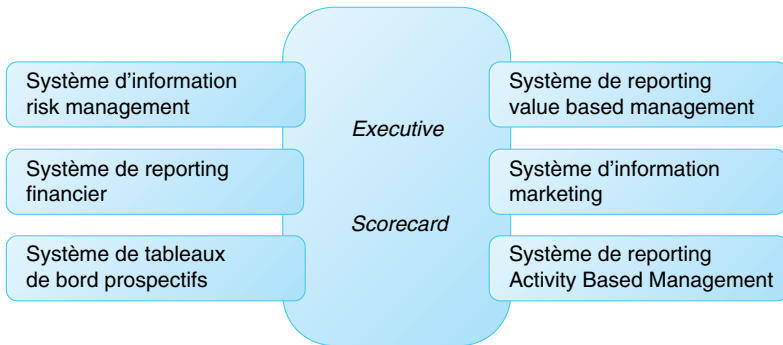 Système d'information
risk management
Système de reporting
financier
Système de tableaux
de bord prospectifs
Executive
Scorecard
Système de reporting
value based management
Système d'information
marketing
Système de reporting
Activity Based Management